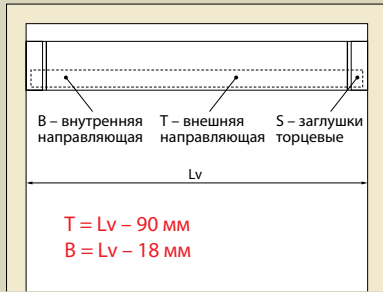 B – внутренняя направляющая
T – внешняя направляющая
S – заглушки торцевые
Lv
T = Lv – 90 мм
B = Lv – 18 мм